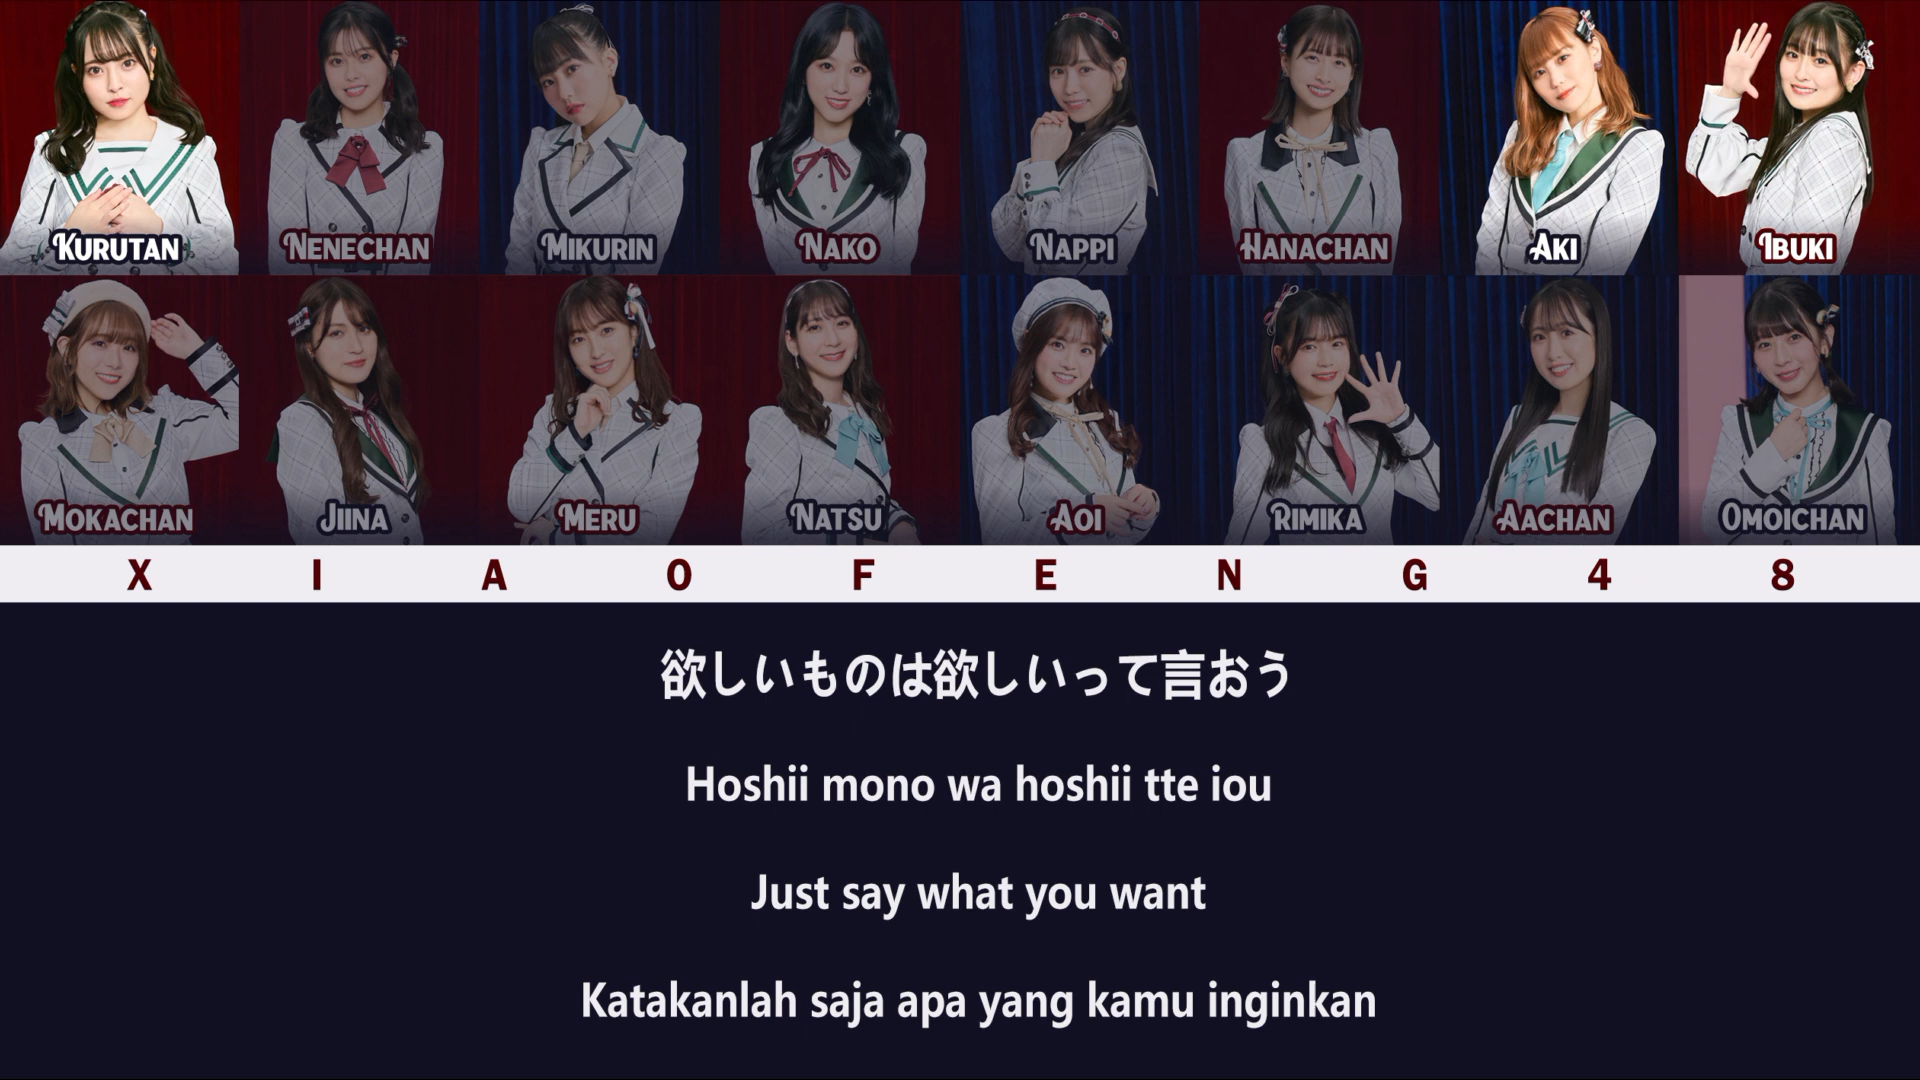 KURUTAN NENECHAN MIKURIN NAKO NAPPI HANACHAN AKI IBUKI
MOKACHAN JIINA MERU NATSU AOI RIMIKA AACHAN OMOICHAN
X I A O F E N G 4 8
欲しいものは欲しいって言おう
Hoshii mono wa hoshii tte iou
Just say what you want
Katakanlah saja apa yang kamu inginkan